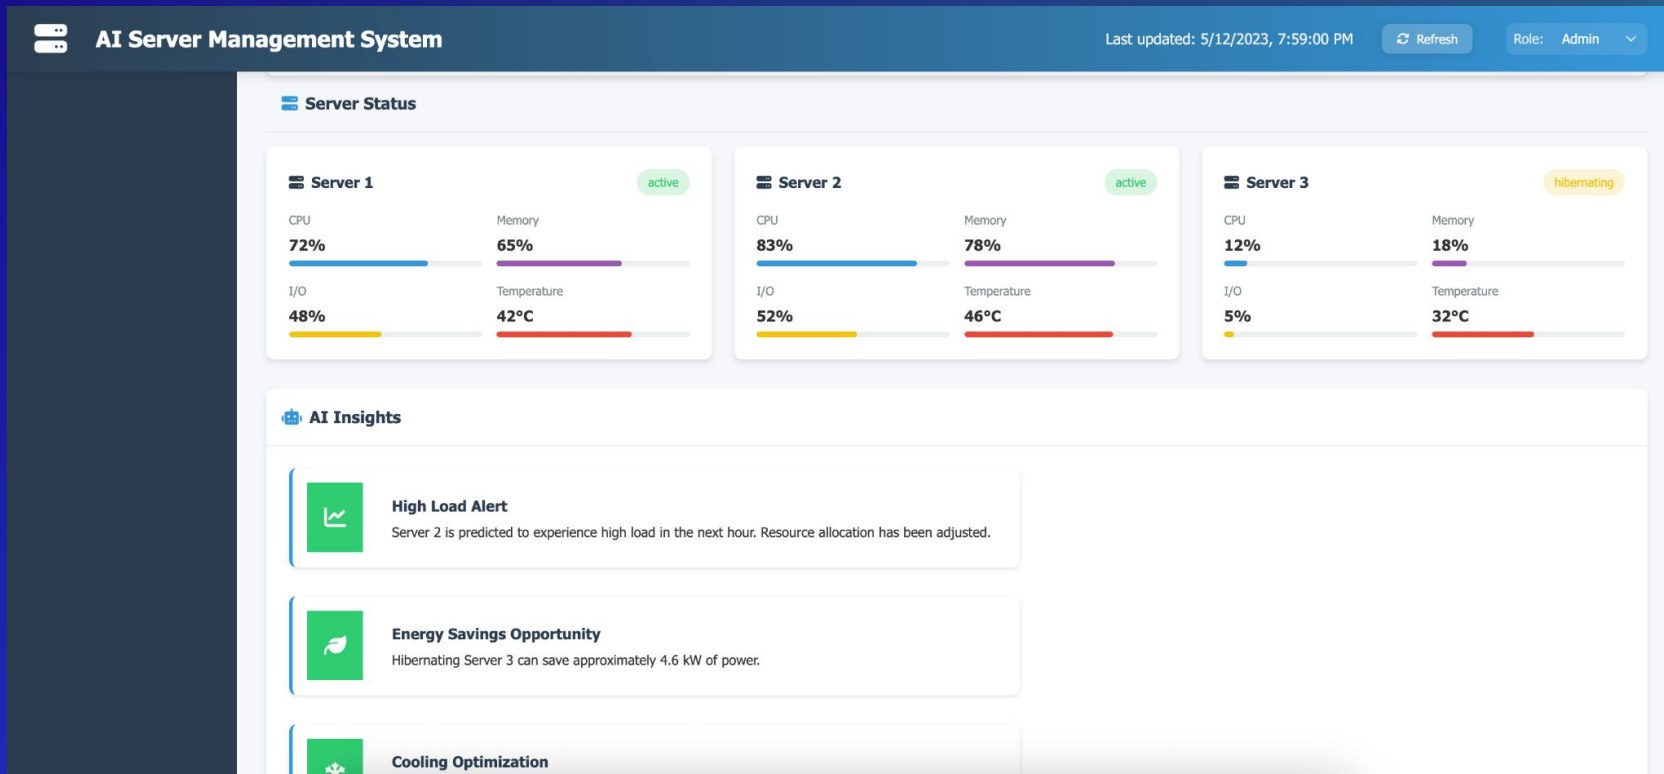 AI Server Management System
Last updated: 5/12/2023, 7:59:00 PM
Refresh
Role: Admin
Server Status
Server 1
active
CPU
Memory
72%
65%
I/O
Temperature
48%
42°C
Server 2
active
CPU
Memory
83%
78%
I/O
Temperature
52%
46°C
Server 3
hibernating
CPU
Memory
12%
18%
I/O
Temperature
5%
32°C
AI Insights
High Load Alert
Server 2 is predicted to experience high load in the next hour. Resource allocation has been adjusted.
Energy Savings Opportunity
Hibernating Server 3 can save approximately 4.6 kW of power.
Cooling Optimization